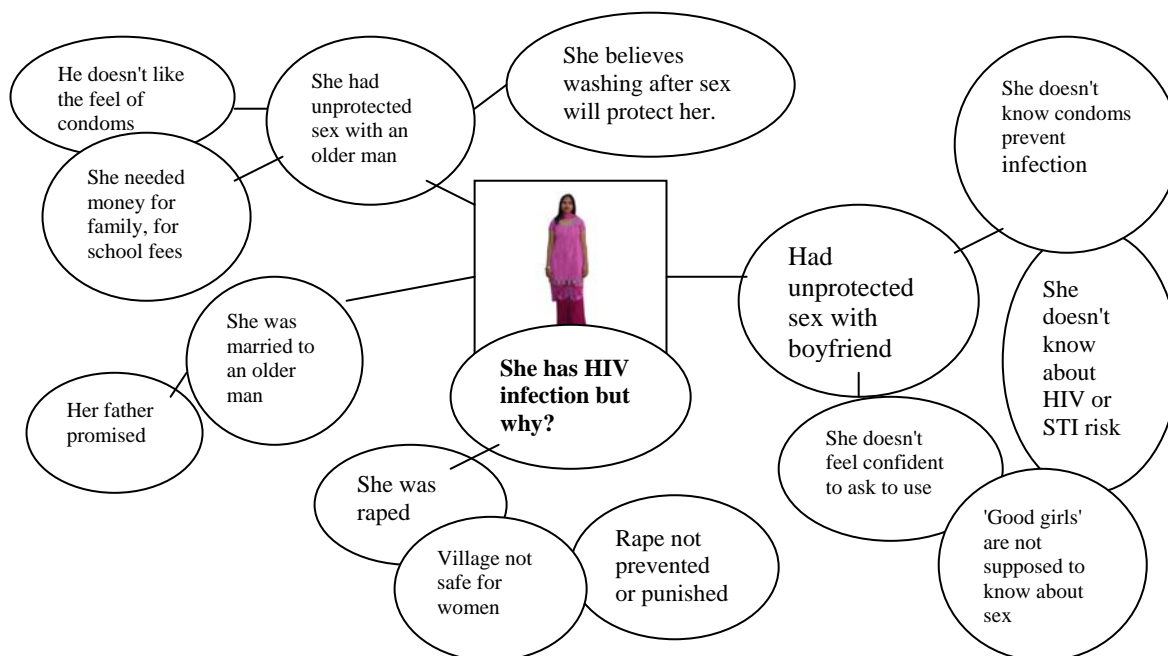 He doesn't like
the feel of
condoms
She had
unprotected
sex with an
older man
She believes
washing after sex
will protect her.
She doesn't
know condoms
prevent
infection
She needed
money for
family, for
school fees
Had
unprotected
sex with
boyfriend
She
doesn't
know
about
HIV or
STI risk
She was
married to
an older
man
Her father
promised
She has HIV
infection but
why?
She doesn't
feel confident
to ask to use
She was
raped
Village not
safe for
women
Rape not
prevented
or punished
'Good girls'
are not
supposed to
know about
sex